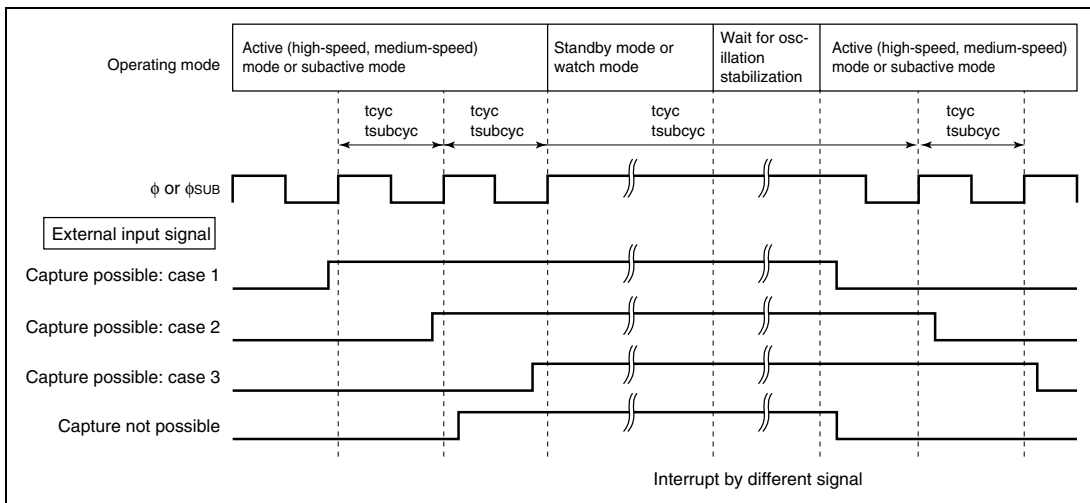 Operating mode
Active (high-speed, medium-speed)
mode or subactive mode
Standby mode or
watch mode
Wait for osc-
illation
stabilization
Active (high-speed, medium-speed)
mode or subactive mode
tcyc
tsubcyc
tcyc
tsubcyc
tcyc
tsubcyc
tcyc
tsubcyc
φ or φSUB
External input signal
Capture possible: case 1
Capture possible: case 2
Capture possible: case 3
Capture not possible
Interrupt by different signal